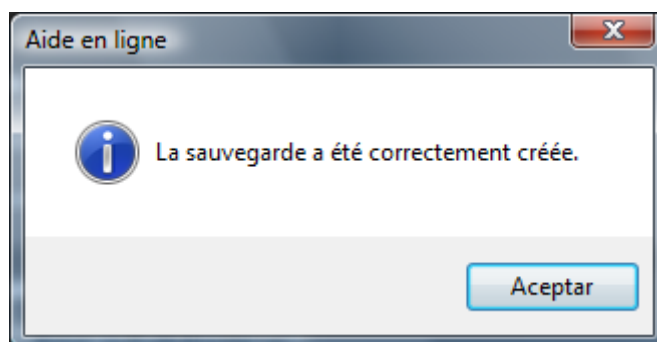 Aide en ligne
La sauvegarde a été correctement créée.
Aceptar